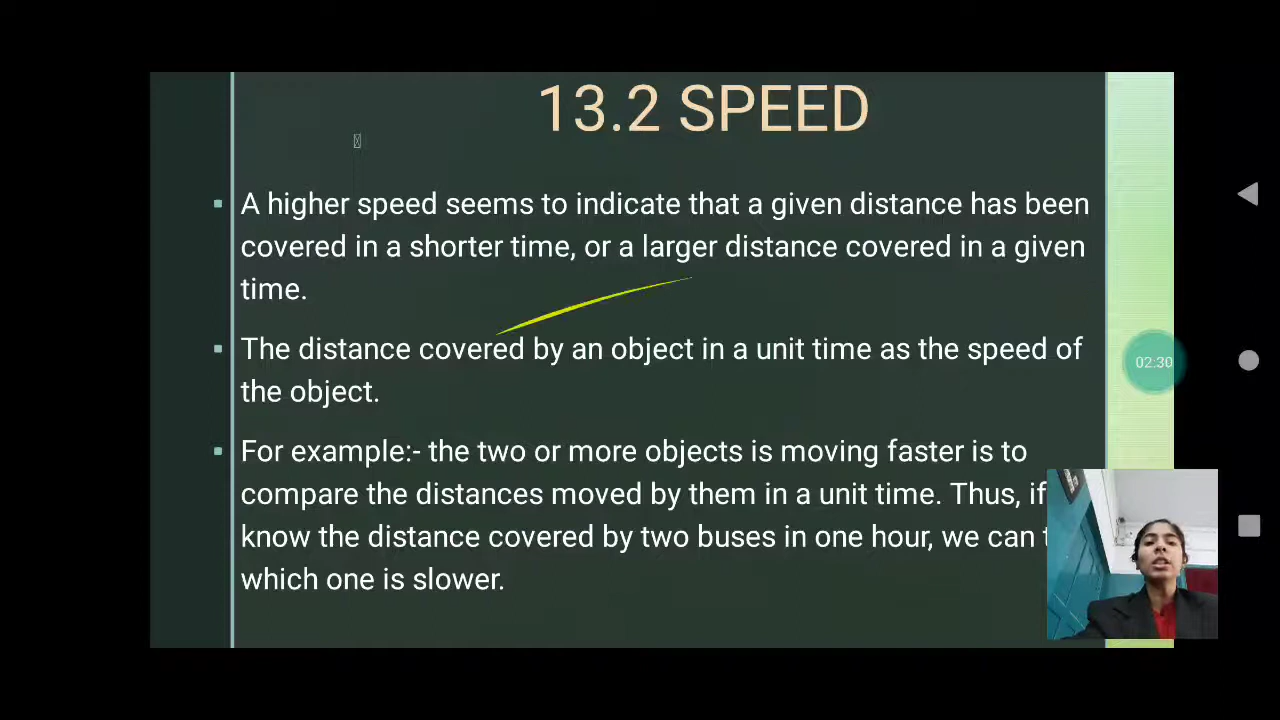 13.2 SPEED
A higher speed seems to indicate that a given distance has been
covered in a shorter time, or a larger distance covered in a given
time.
The distance covered by an object in a unit time as the speed of
the object.
02:30
For example:- the two or more objects is moving faster is to
compare the distances moved by them in a unit time. Thus, if
know the distance covered by two buses in one hour, we can
which one is slower.